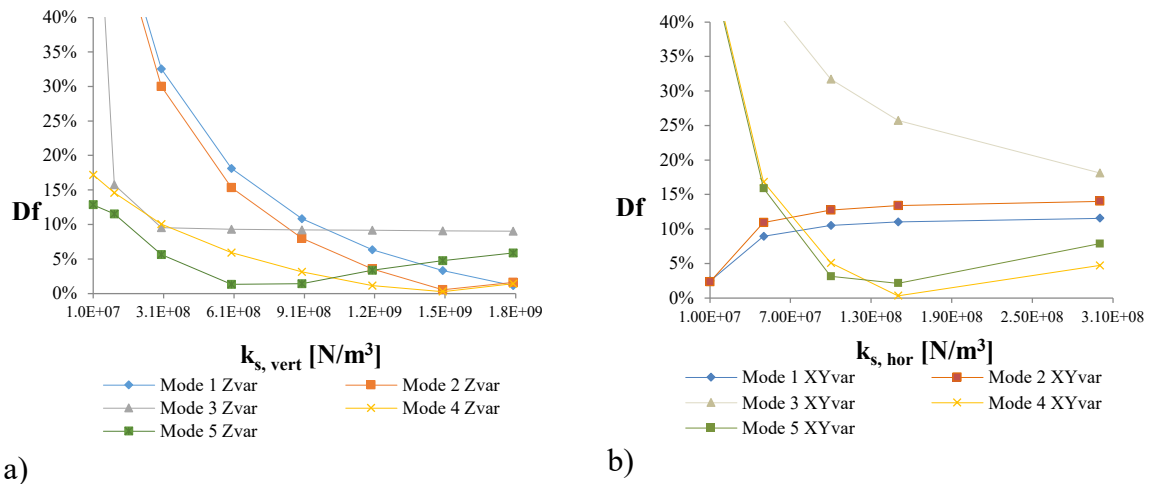 40%
35%
30%
25%
20%
15%
10%
5%
0%
Df
1.0E+07 3.1E+08 6.1E+08 9.1E+08 1.2E+09 1.5E+09 1.8E+09
k_s, vert [N/m³]
Mode 1 Zvar Mode 2 Zvar
Mode 3 Zvar Mode 4 Zvar
Mode 5 Zvar
a)
40%
35%
30%
25%
20%
15%
10%
5%
0%
Df
1.00E+07 7.00E+07 1.30E+08 1.90E+08 2.50E+08 3.10E+08
k_s, hor [N/m³]
Mode 1 XYvar Mode 2 XYvar
Mode 3 XYvar Mode 4 XYvar
Mode 5 XYvar
b)